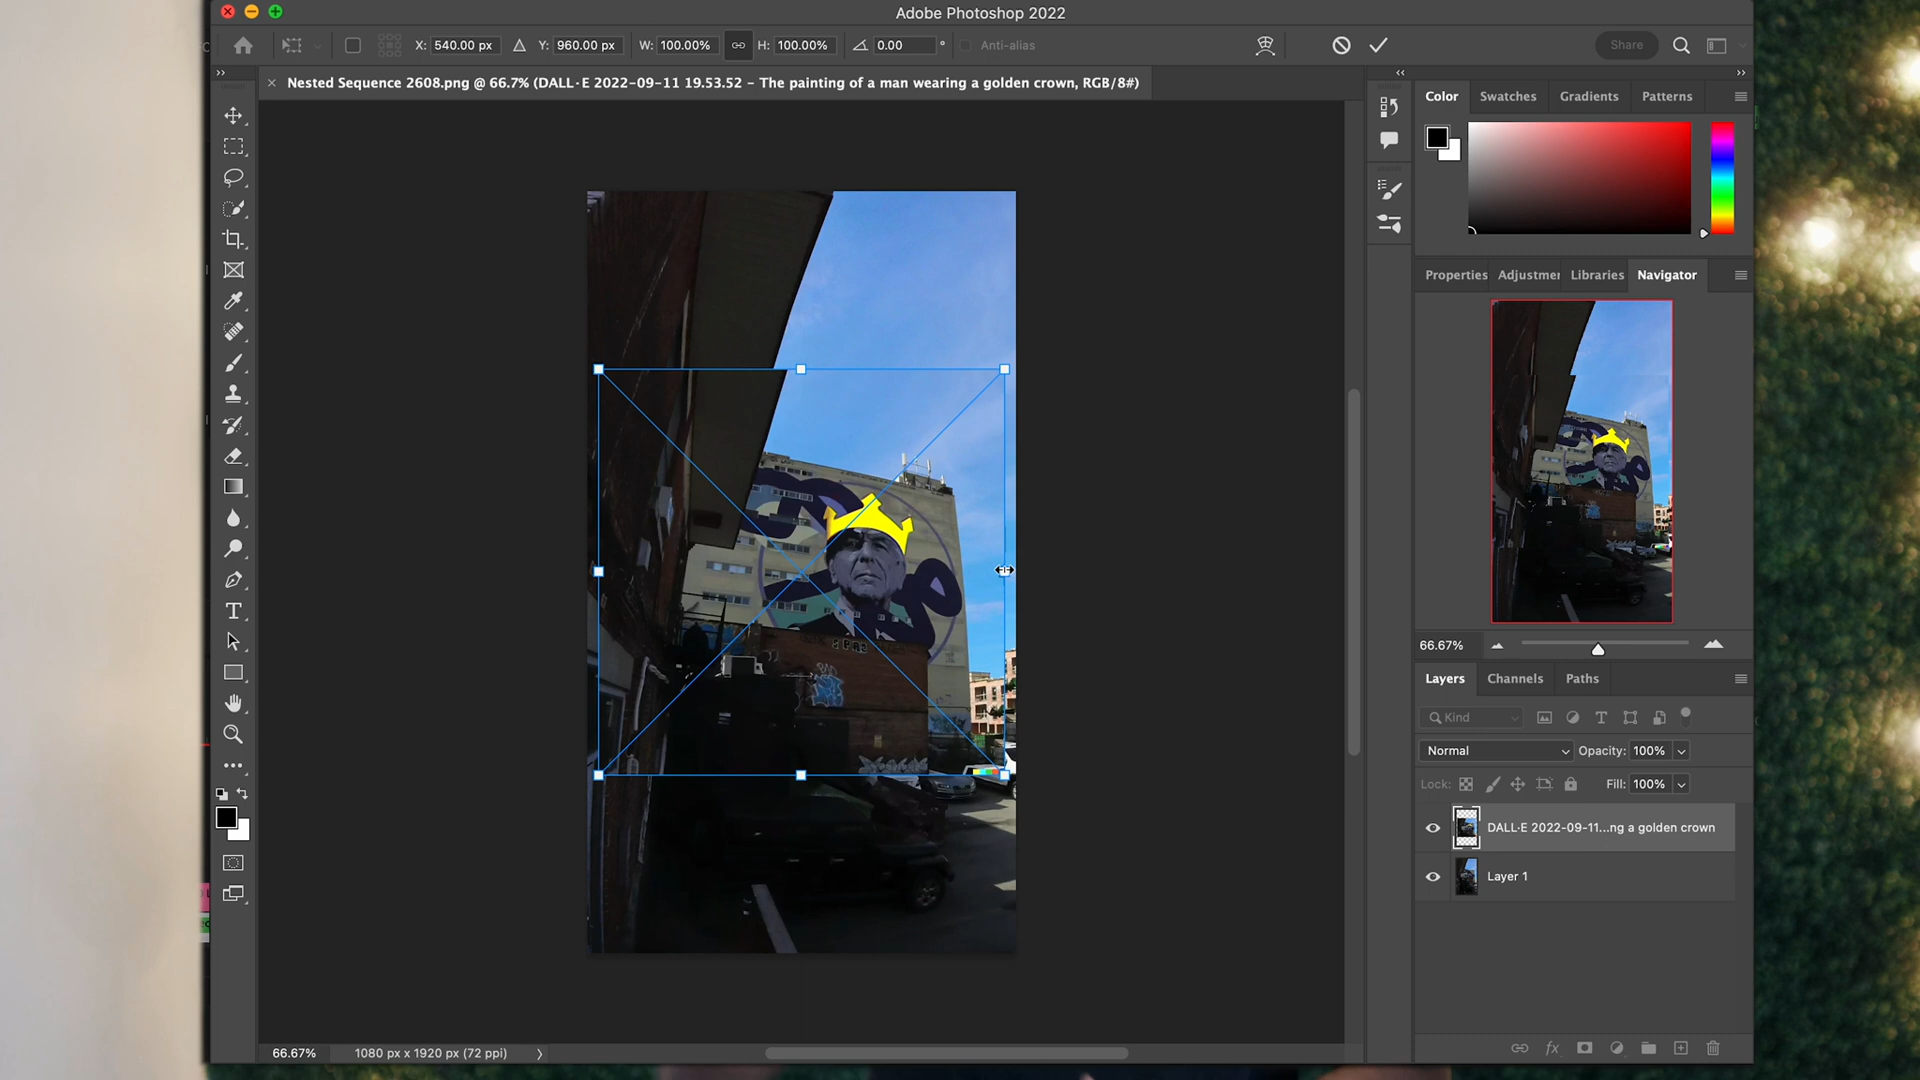 Adobe Photoshop 2022
X: 540.00 px Y: 960.00 px W: 100.00% H: 100.00% 0.00 ° Anti-alias Share
Nested Sequence 2608.png @ 66.7% (DALL·E 2022-09-11 19.53.52 - The painting of a man wearing a golden crown, RGB/8#)
Color Swatches Gradients Patterns
Properties Adjustmer Libraries Navigator
66.67%
Layers Channels Paths
Kind
Normal Opacity: 100%
Lock: Fill: 100%
DALL·E 2022-09-11...ng a golden crown
Layer 1
fx
66.67% 1080 px x 1920 px (72 ppi)